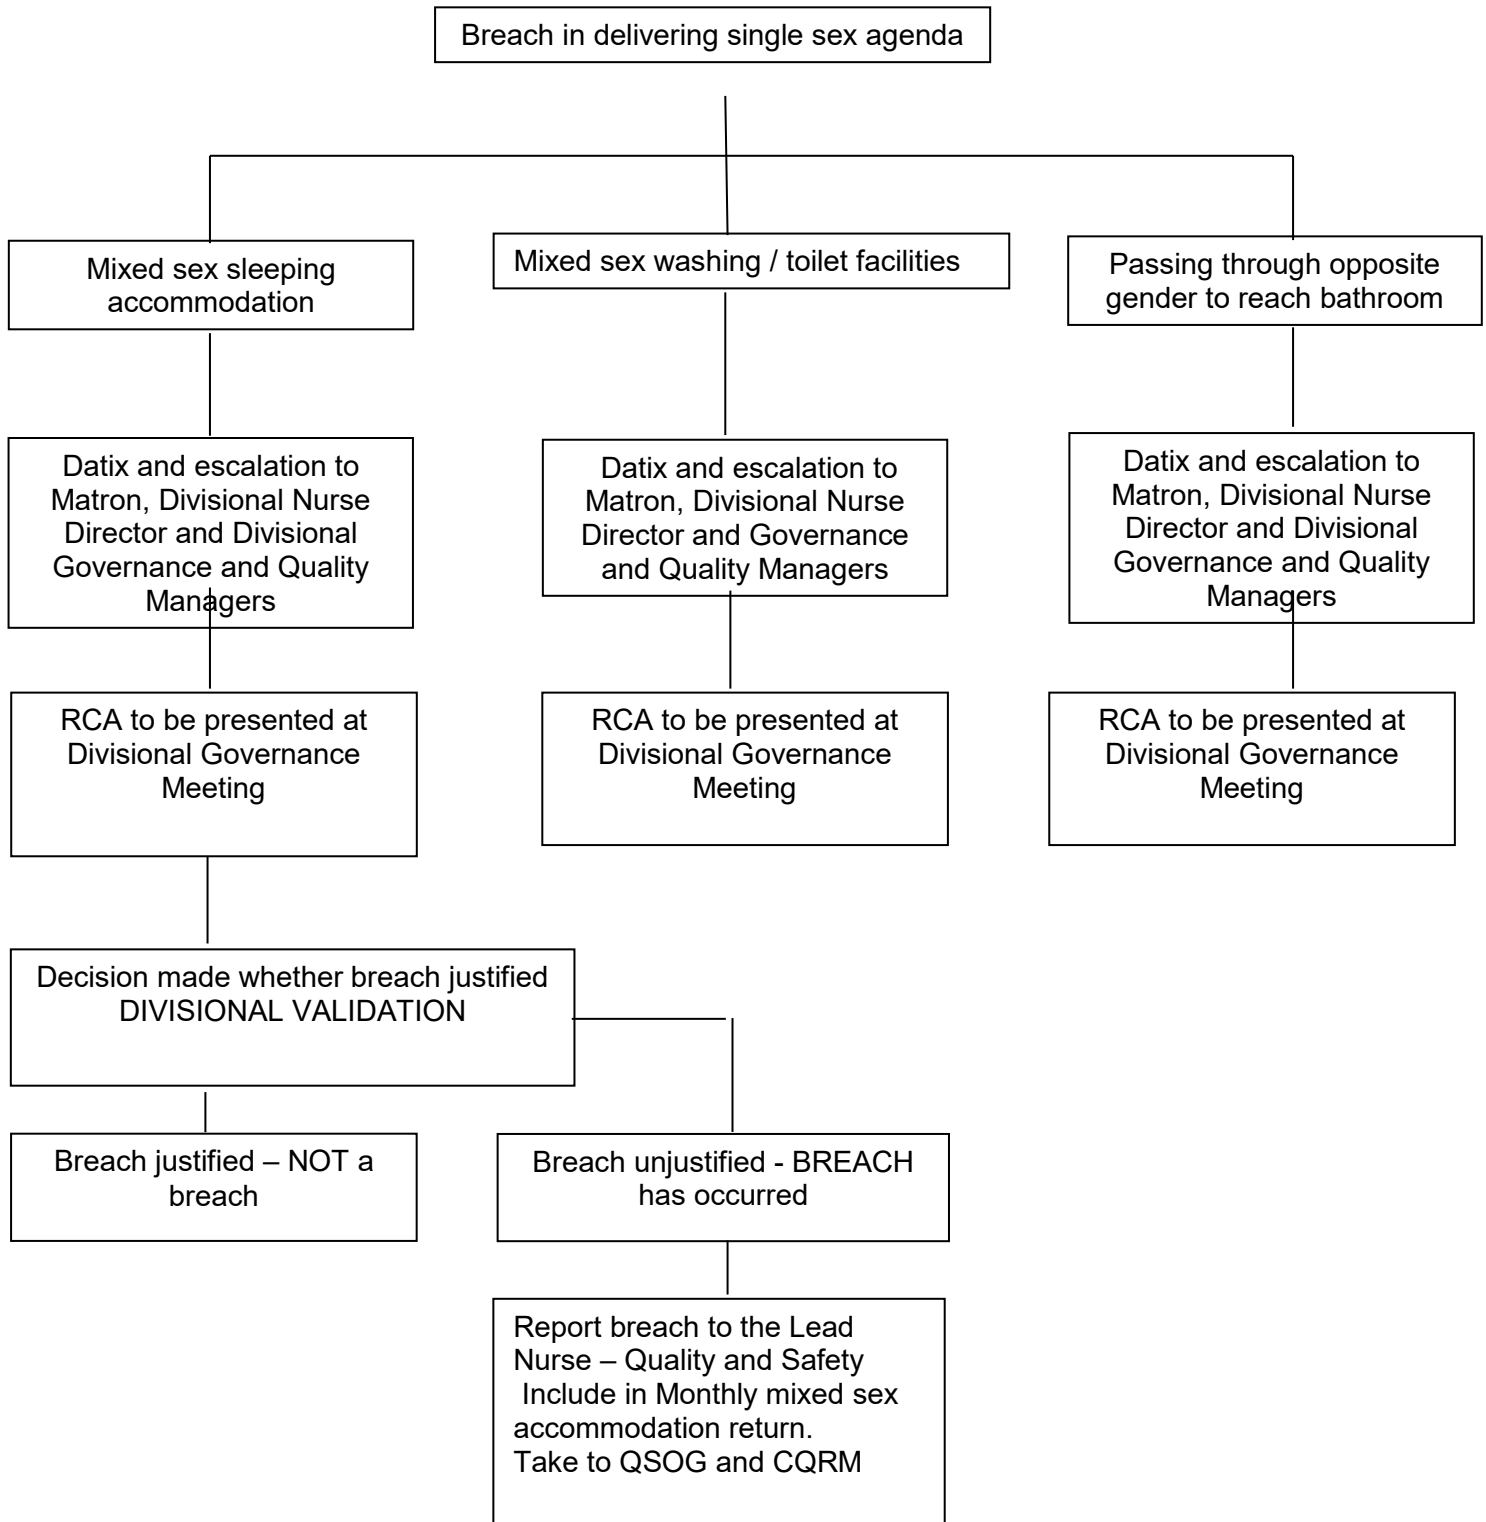 Breach in delivering single sex agenda
Mixed sex sleeping
accommodation
Mixed sex washing / toilet facilities
Passing through opposite
gender to reach bathroom
Datix and escalation to
Matron, Divisional Nurse
Director and Divisional
Governance and Quality
Managers
Datix and escalation to
Matron, Divisional Nurse
Director and Governance
and Quality Managers
Datix and escalation to
Matron, Divisional Nurse
Director and Divisional
Governance and Quality
Managers
RCA to be presented at
Divisional Governance
Meeting
RCA to be presented at
Divisional Governance
Meeting
RCA to be presented at
Divisional Governance
Meeting
Decision made whether breach justified
DIVISIONAL VALIDATION
Breach justified – NOT a
breach
Breach unjustified - BREACH
has occurred
Report breach to the Lead
Nurse – Quality and Safety
Include in Monthly mixed sex
accommodation return.
Take to QSOG and CQRM